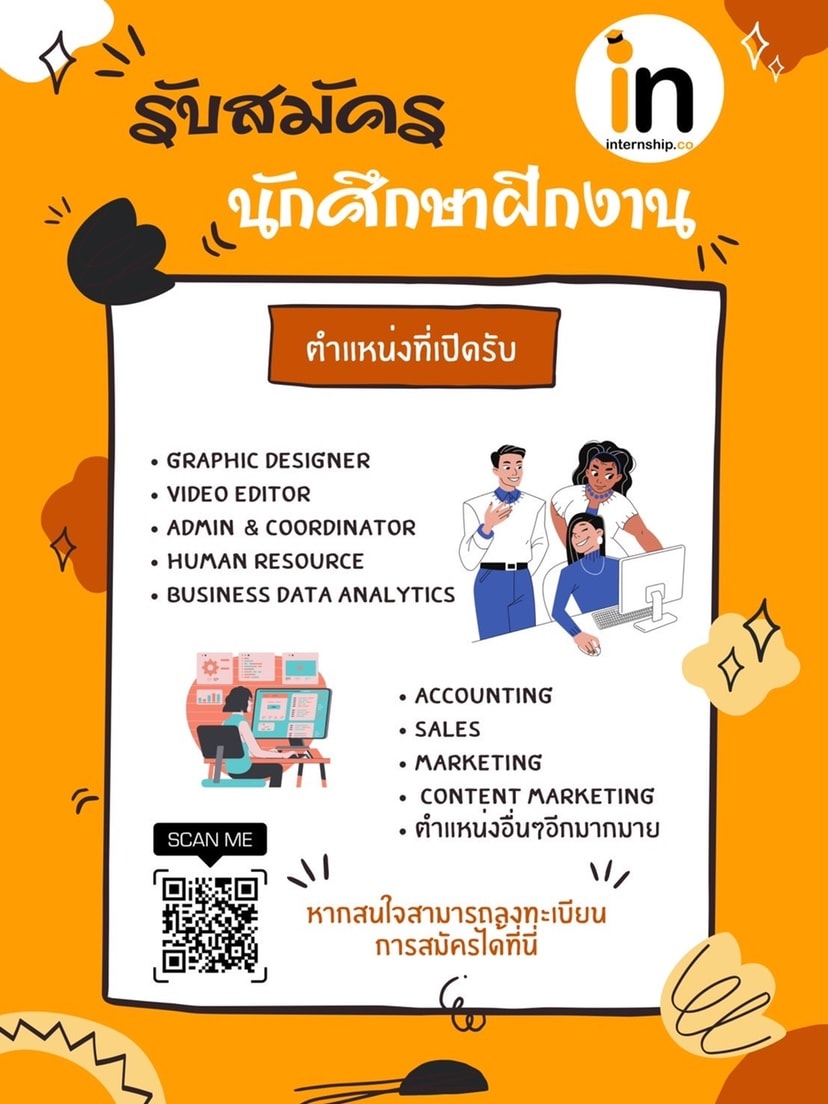 รับสมัคร
in
internship.co
นักศึกษาฝึกงาน
ตำแหน่งที่เปิดรับ
• GRAPHIC DESIGNER
• VIDEO EDITOR
• ADMIN & COORDINATOR
• HUMAN RESOURCE
• BUSINESS DATA ANALYTICS
• ACCOUNTING
• SALES
• MARKETING
• CONTENT MARKETING
• ตำแหน่งอื่นๆอีกมากมาย
SCAN ME
หากสนใจสามารถลงทะเบียน
การสมัครได้ที่นี่